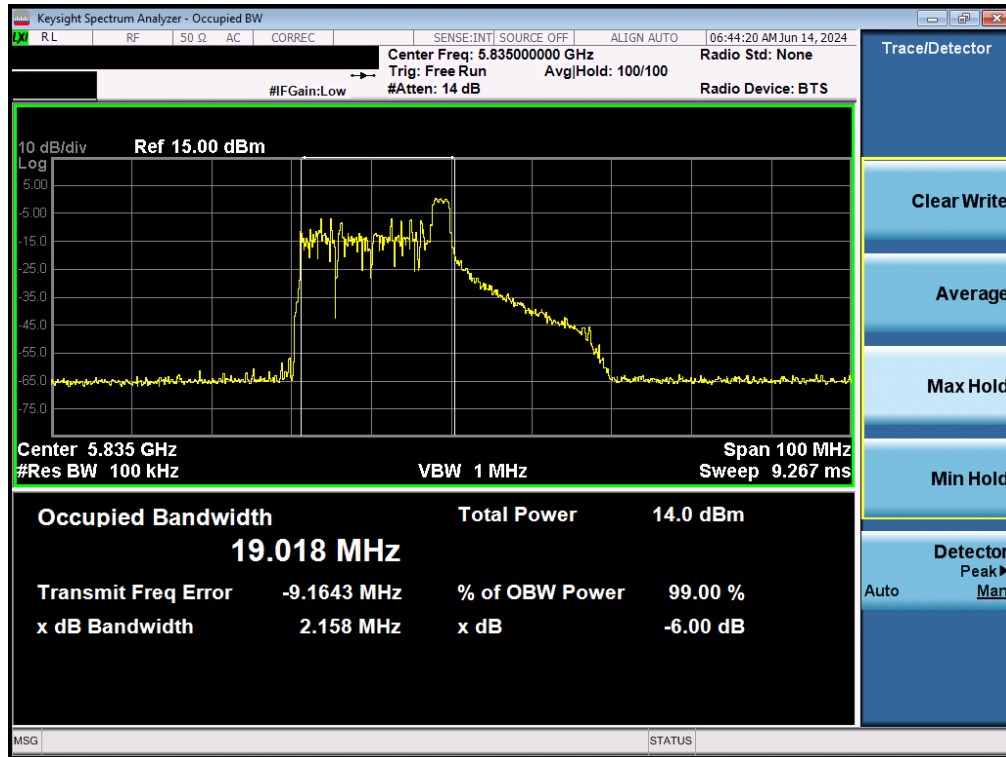 Keysight Spectrum Analyzer - Occupied BW
LXI RL RF 50 Ω AC CORREC SENSE:INT SOURCE OFF ALIGN AUTO 06:44:20 AM Jun 14, 2024
Center Freq: 5.835000000 GHz Radio Std: None
Trig: Free Run Avg|Hold: 100/100
#IFGain:Low #Atten: 14 dB Radio Device: BTS
Trace/Detector
10 dB/div Ref 15.00 dBm
Log
5.00
-5.00
-15.0
-25.0
-35.0
-45.0
-55.0
-65.0
-75.0
Center 5.835 GHz Span 100 MHz
#Res BW 100 kHz VBW 1 MHz Sweep 9.267 ms
Occupied Bandwidth Total Power 14.0 dBm
19.018 MHz
Transmit Freq Error -9.1643 MHz % of OBW Power 99.00 %
x dB Bandwidth 2.158 MHz x dB -6.00 dB
Clear Write
Average
Max Hold
Min Hold
Detector
Peak
Auto Man
MSG STATUS